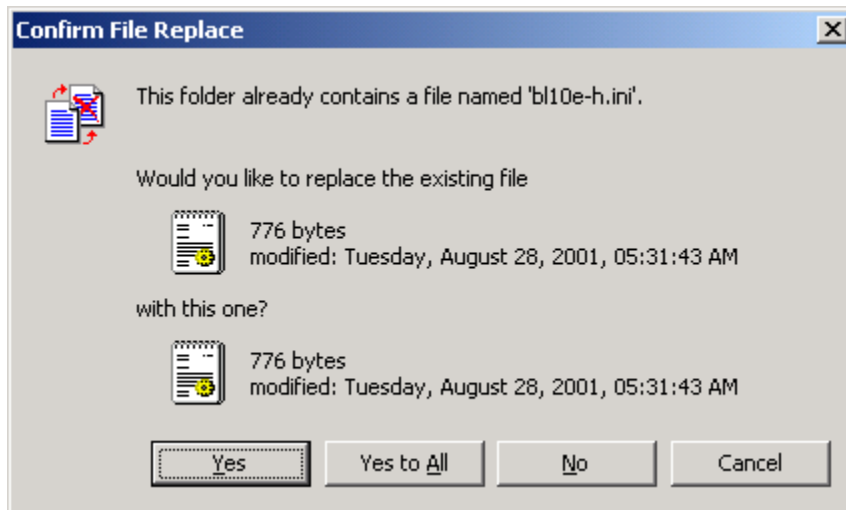 Confirm File Replace
This folder already contains a file named 'bl10e-h.ini'.
Would you like to replace the existing file
776 bytes
modified: Tuesday, August 28, 2001, 05:31:43 AM
with this one?
776 bytes
modified: Tuesday, August 28, 2001, 05:31:43 AM
Yes
Yes to All
No
Cancel